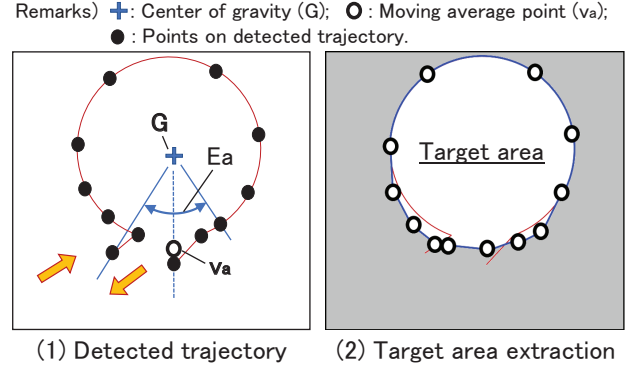 Remarks) +: Center of gravity (G); O: Moving average point (va);
●: Points on detected trajectory.
G
Ea
va
Target area
(1) Detected trajectory
(2) Target area extraction